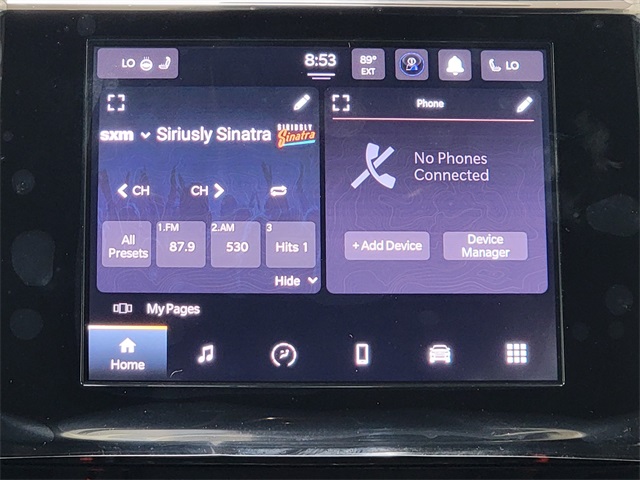 LO
8:53
89°
EXT
LO
sxm Siriusly Sinatra
SIRIUSLY
Sinatra
CH
CH
All
Presets
1.FM
87.9
2.AM
530
3
Hits 1
Hide
Phone
No Phones
Connected
+Add Device
Device
Manager
My Pages
Home